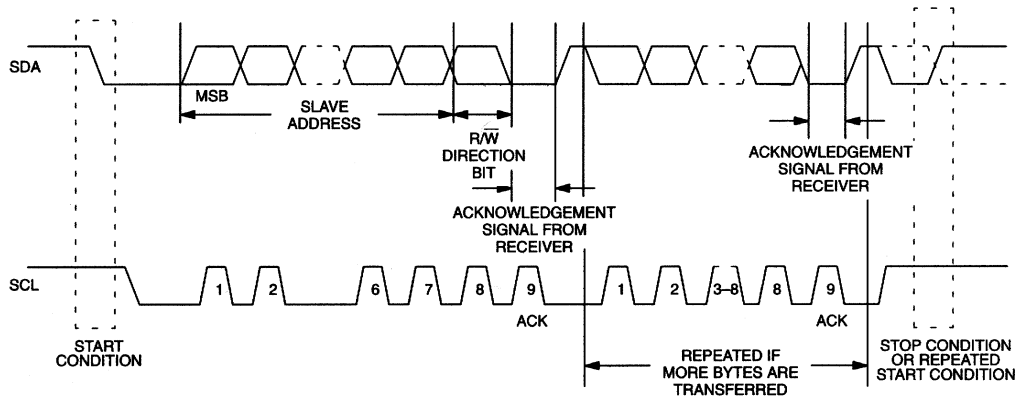 SDA
MSB
SLAVE
ADDRESS
R/W̅
DIRECTION
BIT
ACKNOWLEDGEMENT
SIGNAL FROM
RECEIVER
ACKNOWLEDGEMENT
SIGNAL FROM
RECEIVER
SCL
1 2 6 7 8 9 1 2 3–8 8 9
ACK ACK
START
CONDITION
REPEATED IF
MORE BYTES ARE
TRANSFERRED
STOP CONDITION
OR REPEATED
START CONDITION